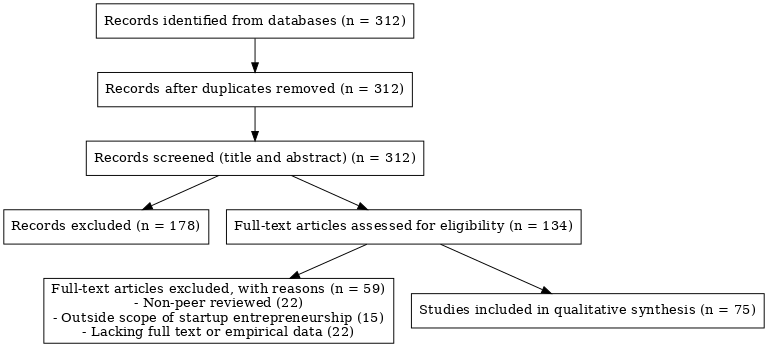 Records identified from databases (n = 312)
Records after duplicates removed (n = 312)
Records screened (title and abstract) (n = 312)
Records excluded (n = 178)
Full-text articles assessed for eligibility (n = 134)
Full-text articles excluded, with reasons (n = 59)
- Non-peer reviewed (22)
- Outside scope of startup entrepreneurship (15)
- Lacking full text or empirical data (22)
Studies included in qualitative synthesis (n = 75)